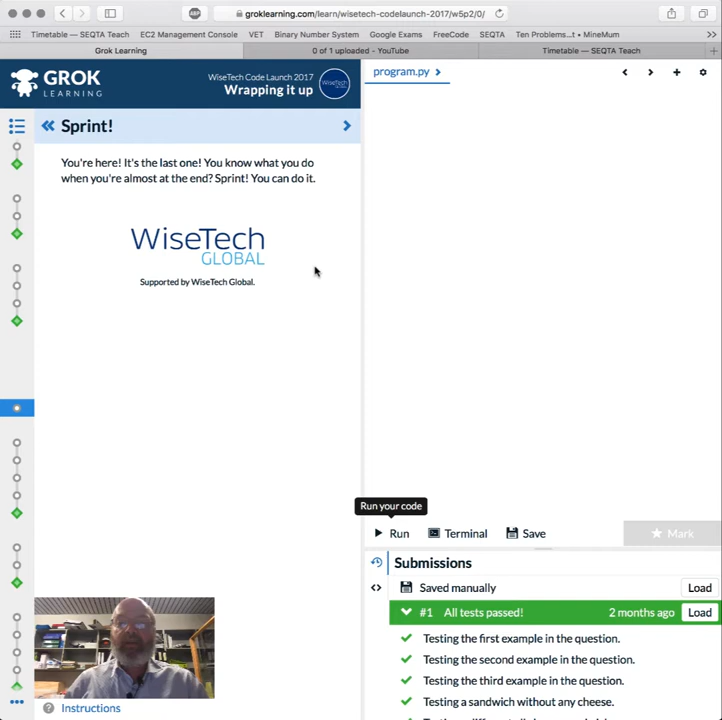 groklearning.com/learn/wisetech-codelaunch-2017/w5p2/0/
ABP
Timetable — SEQTA Teach
EC2 Management Console
VET
Binary Number System
Google Exams
FreeCode
SEQTA
Ten Problems...t • MineMum
Grok Learning
0 of 1 uploaded - YouTube
Timetable — SEQTA Teach
GROK
LEARNING
WiseTech Code Launch 2017
Wrapping it up
WiseTech
program.py
Sprint!
You're here! It's the last one! You know what you do
when you're almost at the end? Sprint! You can do it.
WiseTech
GLOBAL
Supported by WiseTech Global.
Run your code
Run
Terminal
Save
Mark
Submissions
Saved manually
Load
#1 All tests passed!
2 months ago
Load
Testing the first example in the question.
Testing the second example in the question.
Testing the third example in the question.
Testing a sandwich without any cheese.
Instructions